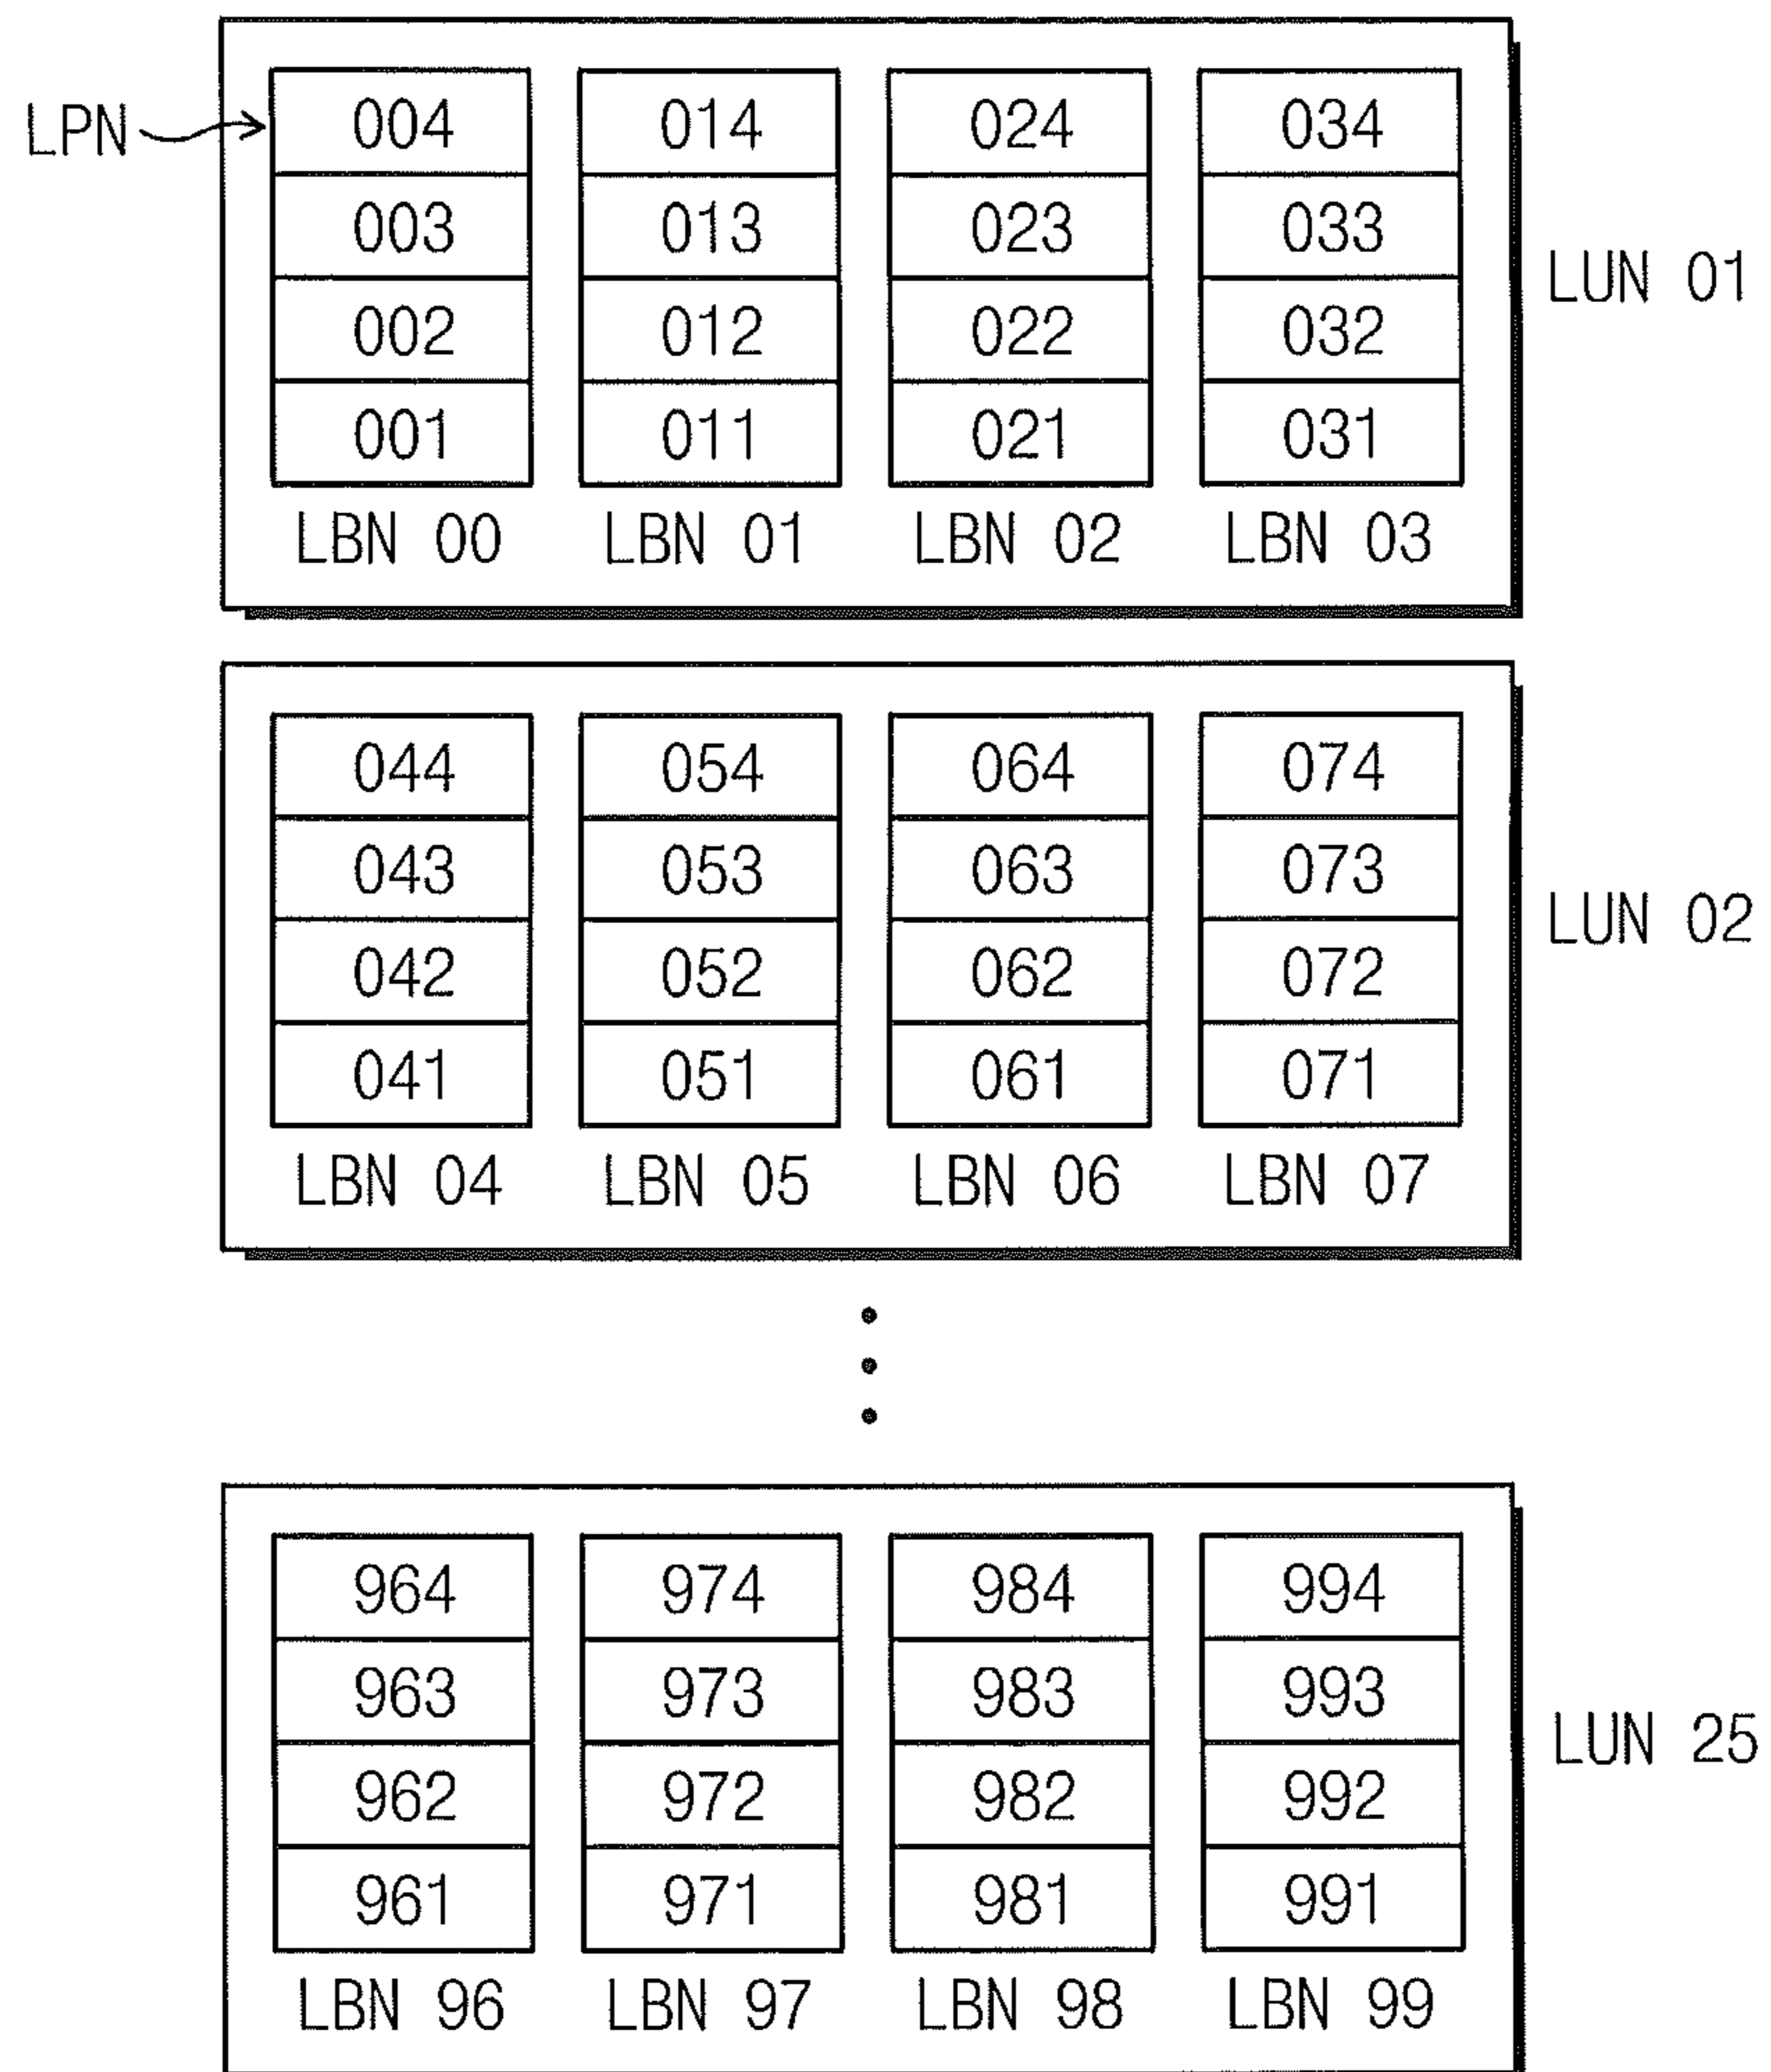 LPN 004 014 024 034
003 013 023 033
LUN 01
002 012 022 032
001 011 021 031
LBN 00 LBN 01 LBN 02 LBN 03
044 054 064 074
043 053 063 073
LUN 02
042 052 062 072
041 051 061 071
LBN 04 LBN 05 LBN 06 LBN 07
964 974 984 994
963 973 983 993
LUN 25
962 972 982 992
961 971 981 991
LBN 96 LBN 97 LBN 98 LBN 99